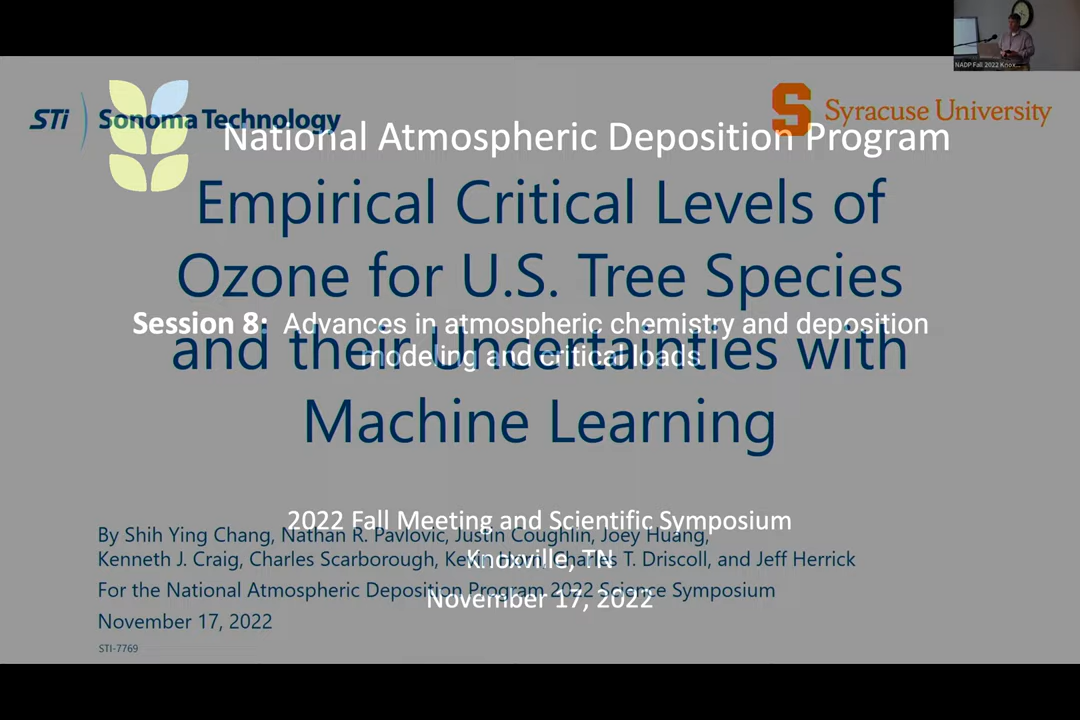 NADP Fall 2022 Knox...
STi Sonoma Technology
Syracuse University
National Atmospheric Deposition Program
Empirical Critical Levels of
Ozone for U.S. Tree Species
and their Uncertainties with
Machine Learning
Session 8: Advances in atmospheric chemistry and deposition
modeling and critical loads
2022 Fall Meeting and Scientific Symposium
Knoxville, TN
November 17, 2022
By Shih Ying Chang, Nathan R. Pavlovic, Justin Coughlin, Joey Huang,
Kenneth J. Craig, Charles Scarborough, Charles T. Driscoll, and Jeff Herrick
For the National Atmospheric Deposition Program 2022 Science Symposium
November 17, 2022
STI-7769